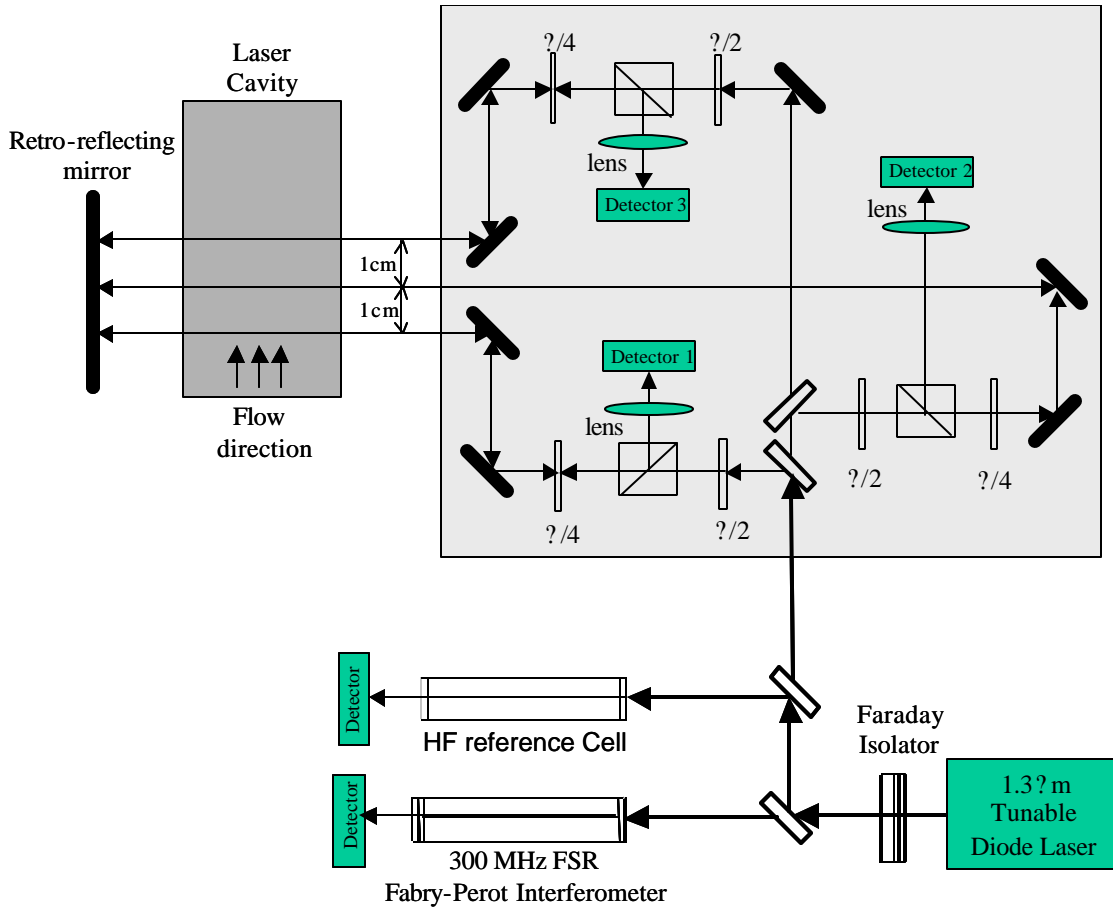 ?/4
?/2
Laser
Cavity
Retro-reflecting
mirror
lens
Detector 3
Detector 2
lens
1cm
1cm
Detector 1
lens
Flow
direction
?/4
?/2
?/2
?/4
Detector
HF reference Cell
Faraday
Isolator
Detector
300 MHz FSR
Fabry-Perot Interferometer
1.3? m
Tunable
Diode Laser